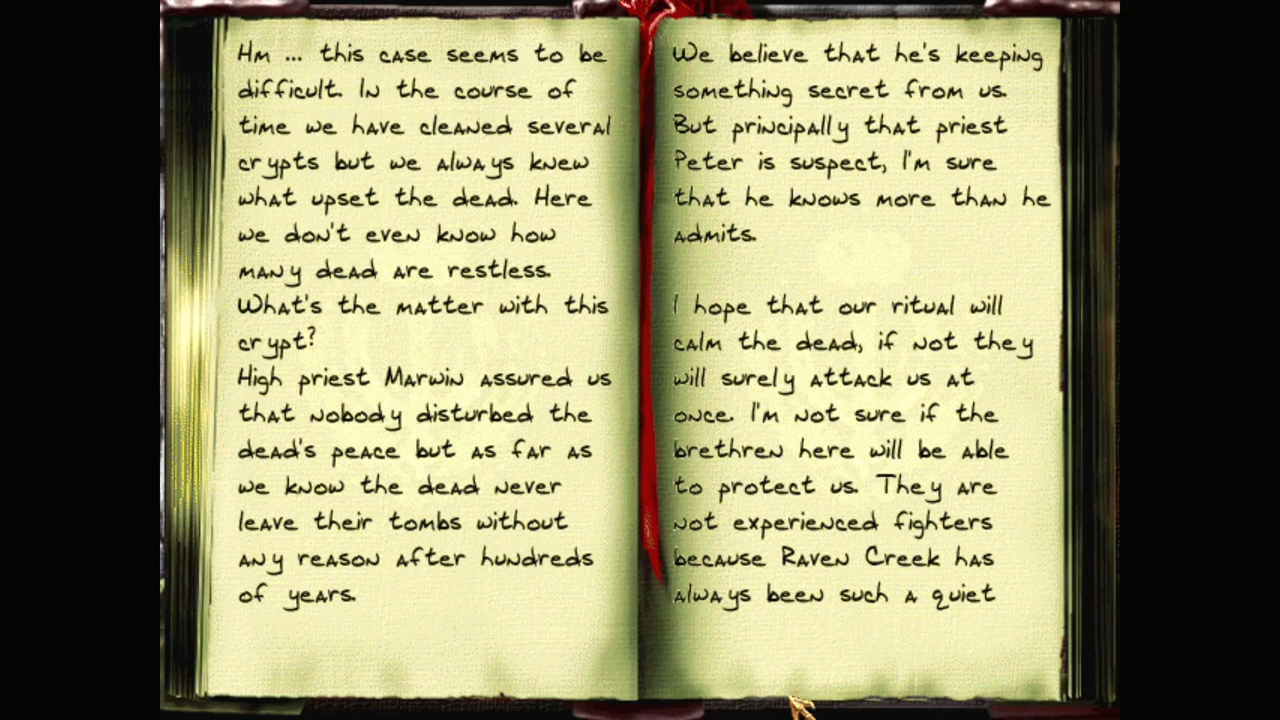 Hm ... this case seems to be
difficult. In the course of
time we have cleaned several
crypts but we always knew
what upset the dead. Here
we don't even know how
many dead are restless.
What's the matter with this
crypt?
High priest Marwin assured us
that nobody disturbed the
dead's peace but as far as
we know the dead never
leave their tombs without
any reason after hundreds
of years.
We believe that he's keeping
something secret from us.
But principally that priest
Peter is suspect, I'm sure
that he knows more than he
admits.
I hope that our ritual will
calm the dead, if not they
will surely attack us at
once. I'm not sure if the
brethren here will be able
to protect us. They are
not experienced fighters
because Raven Creek has
always been such a quiet